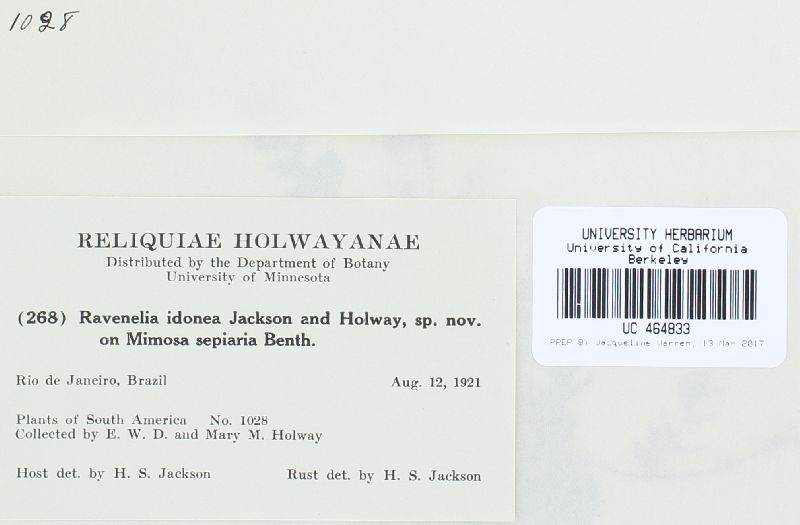 1028
RELIQUIAE HOLWAYANAE
Distributed by the Department of Botany
University of Minnesota
(268) Ravenelia idonea Jackson and Holway, sp. nov.
on Mimosa sepiaria Benth.
Rio de Janeiro, Brazil Aug. 12, 1921
Plants of South America No. 1028
Collected by E. W. D. and Mary M. Holway
Host det. by H. S. Jackson Rust det. by H. S. Jackson
UNIVERSITY HERBARIUM
University of California
Berkeley
UC 464833
PREP BY Jacqueline Warren, 13 Mar 2017